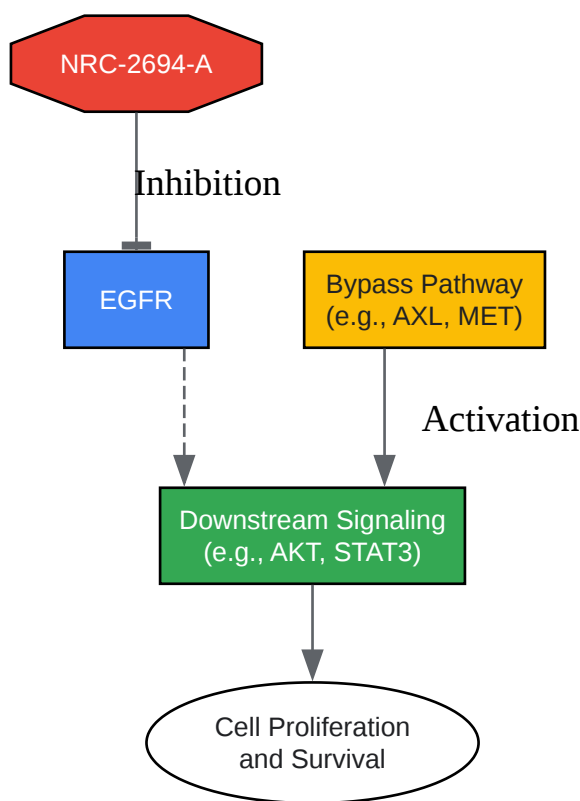 NRC-2694-A
Inhibition
EGFR
Bypass Pathway
(e.g., AXL, MET)
Activation
Downstream Signaling
(e.g., AKT, STAT3)
Cell Proliferation
and Survival